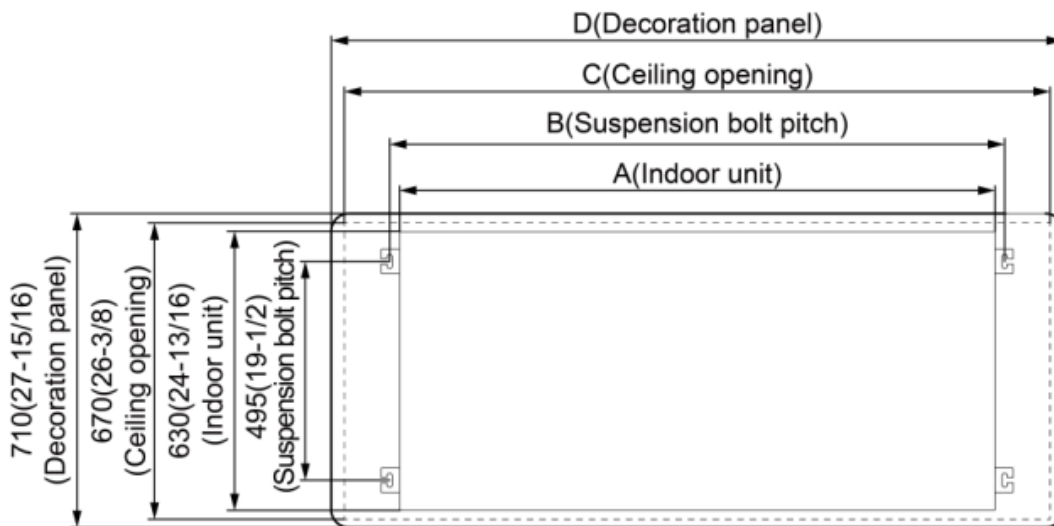 D(Decoration panel)
C(Ceiling opening)
B(Suspension bolt pitch)
A(Indoor unit)
710(27-15/16)
(Decoration panel)
670(26-3/8)
(Ceiling opening)
630(24-13/16)
(Indoor unit)
495(19-1/2)
(Suspension bolt pitch)